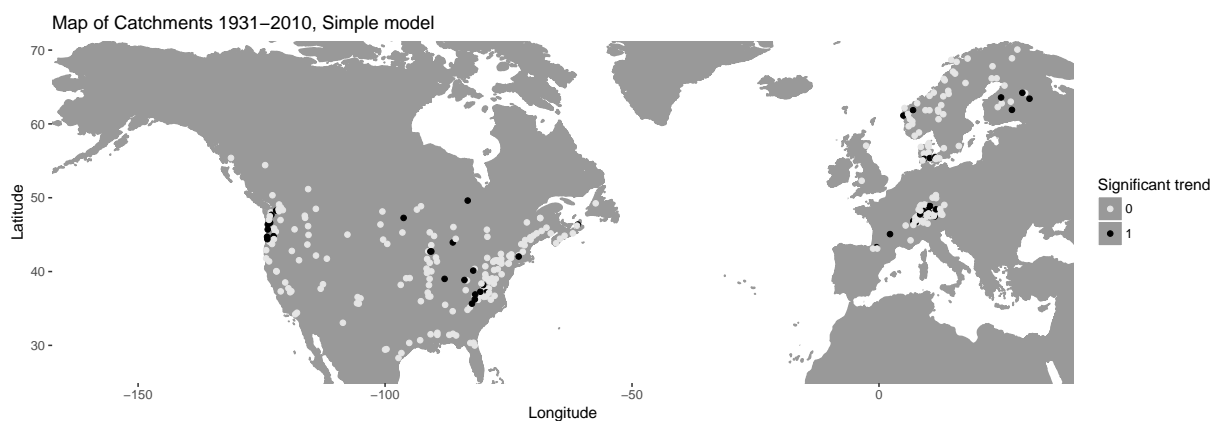 Map of Catchments 1931−2010, Simple model
70
60
50
40
30
Latitude
−150
−100
−50
0
Longitude
Significant trend
0
1